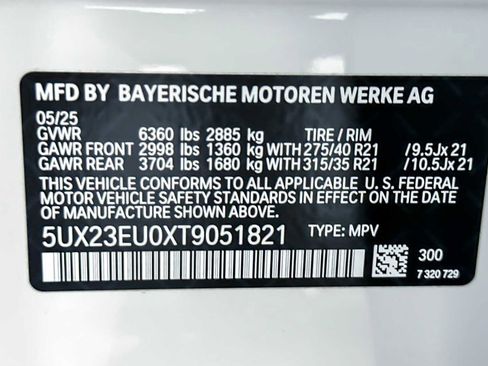 MFD BY BAYERISCHE MOTOREN WERKE AG
05/25
GVWR 6360 lbs 2885 kg TIRE / RIM
GAWR FRONT 2998 lbs 1360 kg WITH 275/40 R21 /9.5Jx21
GAWR REAR 3704 lbs 1680 kg WITH 315/35 R21 /10.5Jx21
THIS VEHICLE CONFORMS TO ALL APPLICABLE U. S. FEDERAL
MOTOR VEHICLE SAFETY STANDARDS IN EFFECT ON THE DATE
OF MANUFACTURE SHOWN ABOVE.
5UX23EU0XT9051821 TYPE: MPV
300
7 320 729